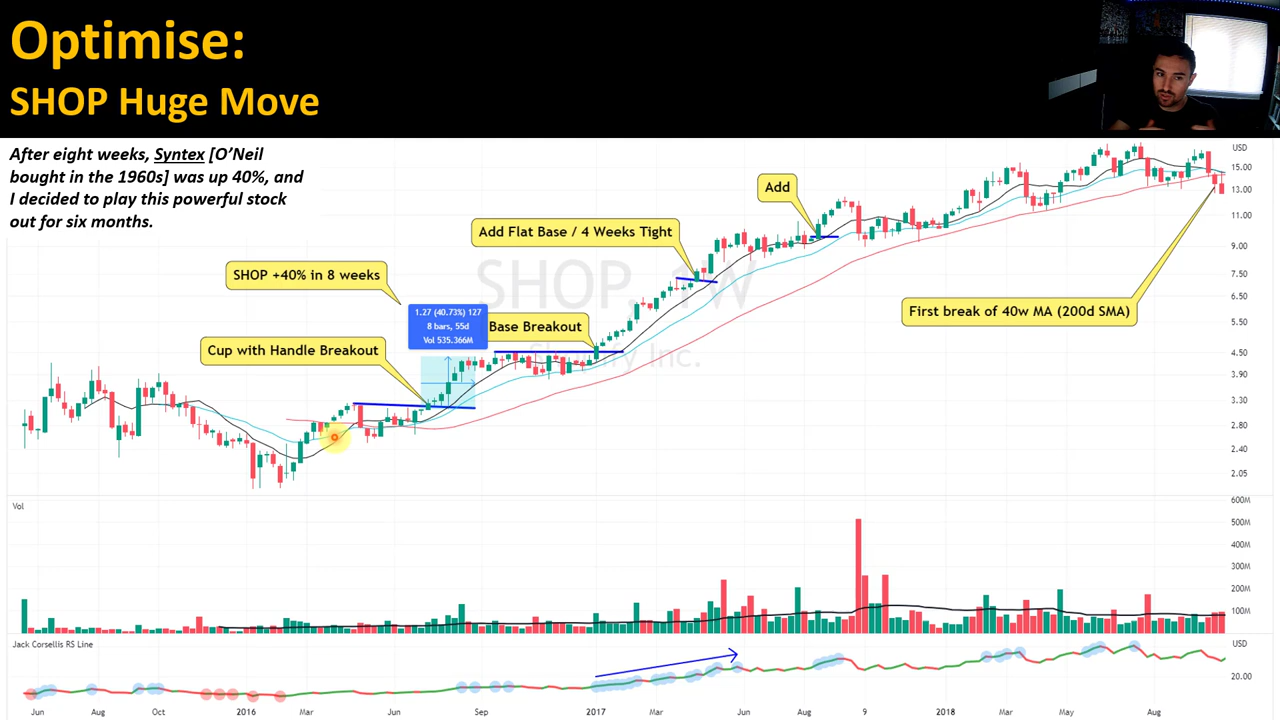 Optimise:
SHOP Huge Move
After eight weeks, Syntex [O’Neil
bought in the 1960s] was up 40%, and
I decided to play this powerful stock
out for six months.
USD
15.00
13.00
11.00
9.00
7.50
6.50
5.50
4.50
3.90
3.30
2.80
2.40
2.05
Add
Add Flat Base / 4 Weeks Tight
SHOP +40% in 8 weeks
SHOP, 1W
Shopify Inc.
First break of 40w MA (200d SMA)
1.27 (40.73%) 127
8 bars, 55d
Vol 535.366M
Base Breakout
Cup with Handle Breakout
Vol
600M
500M
400M
300M
200M
100M
Jack Corsellis RS Line
USD
20.00
Jun Aug Oct 2016 Mar Jun Sep 2017 Mar Jun Aug 9 2018 Mar May Aug